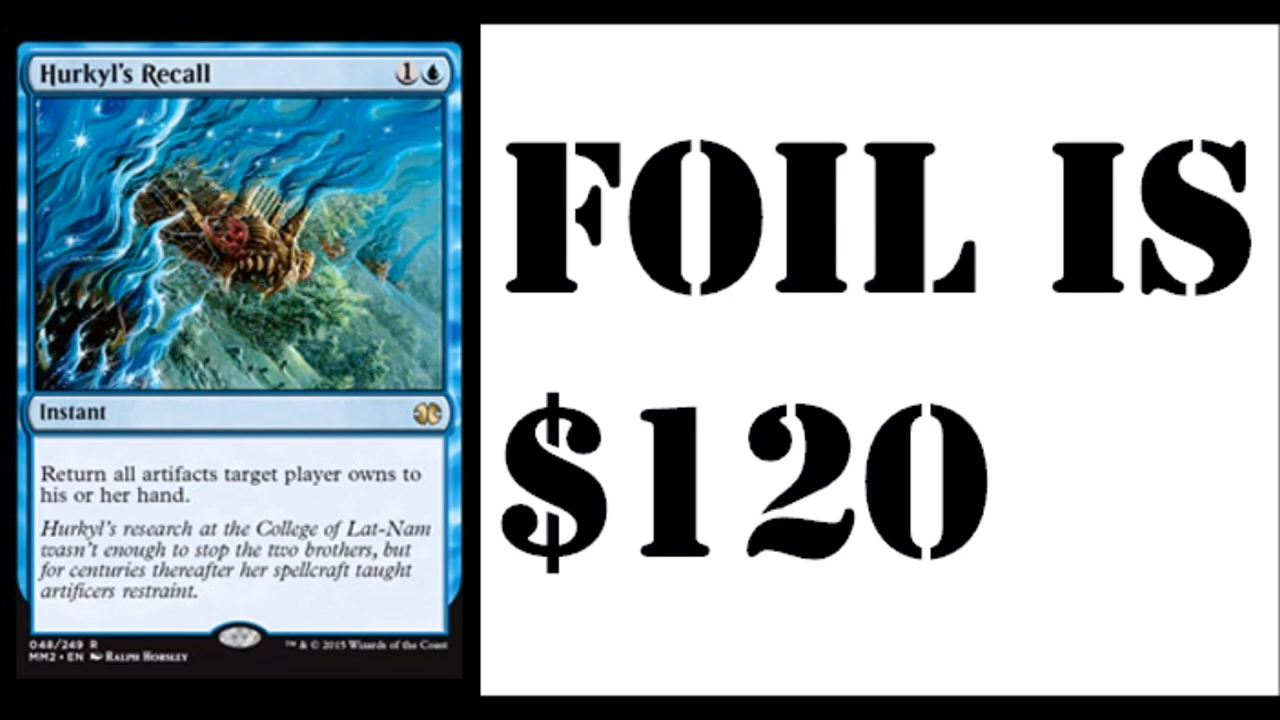 Hurkyl's Recall
1
Instant
Return all artifacts target player owns to
his or her hand.
Hurkyl's research at the College of Lat-Nam
wasn't enough to stop the two brothers, but
for centuries thereafter her spellcraft taught
artificers restraint.
048/249 R
MM2 • EN Ralph Horsley
™ & © 2015 Wizards of the Coast
FOIL IS
$120